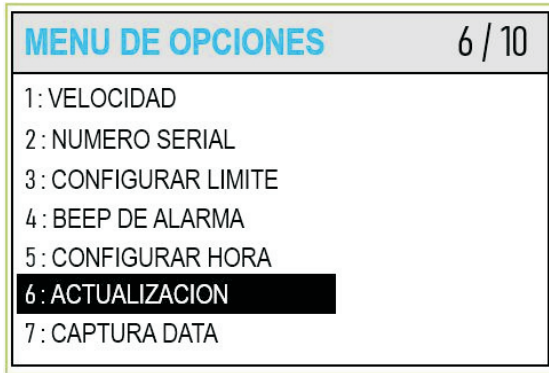 MENU DE OPCIONES 6 / 10
1 : VELOCIDAD
2 : NUMERO SERIAL
3 : CONFIGURAR LIMITE
4 : BEEP DE ALARMA
5 : CONFIGURAR HORA
6 : ACTUALIZACION
7 : CAPTURA DATA